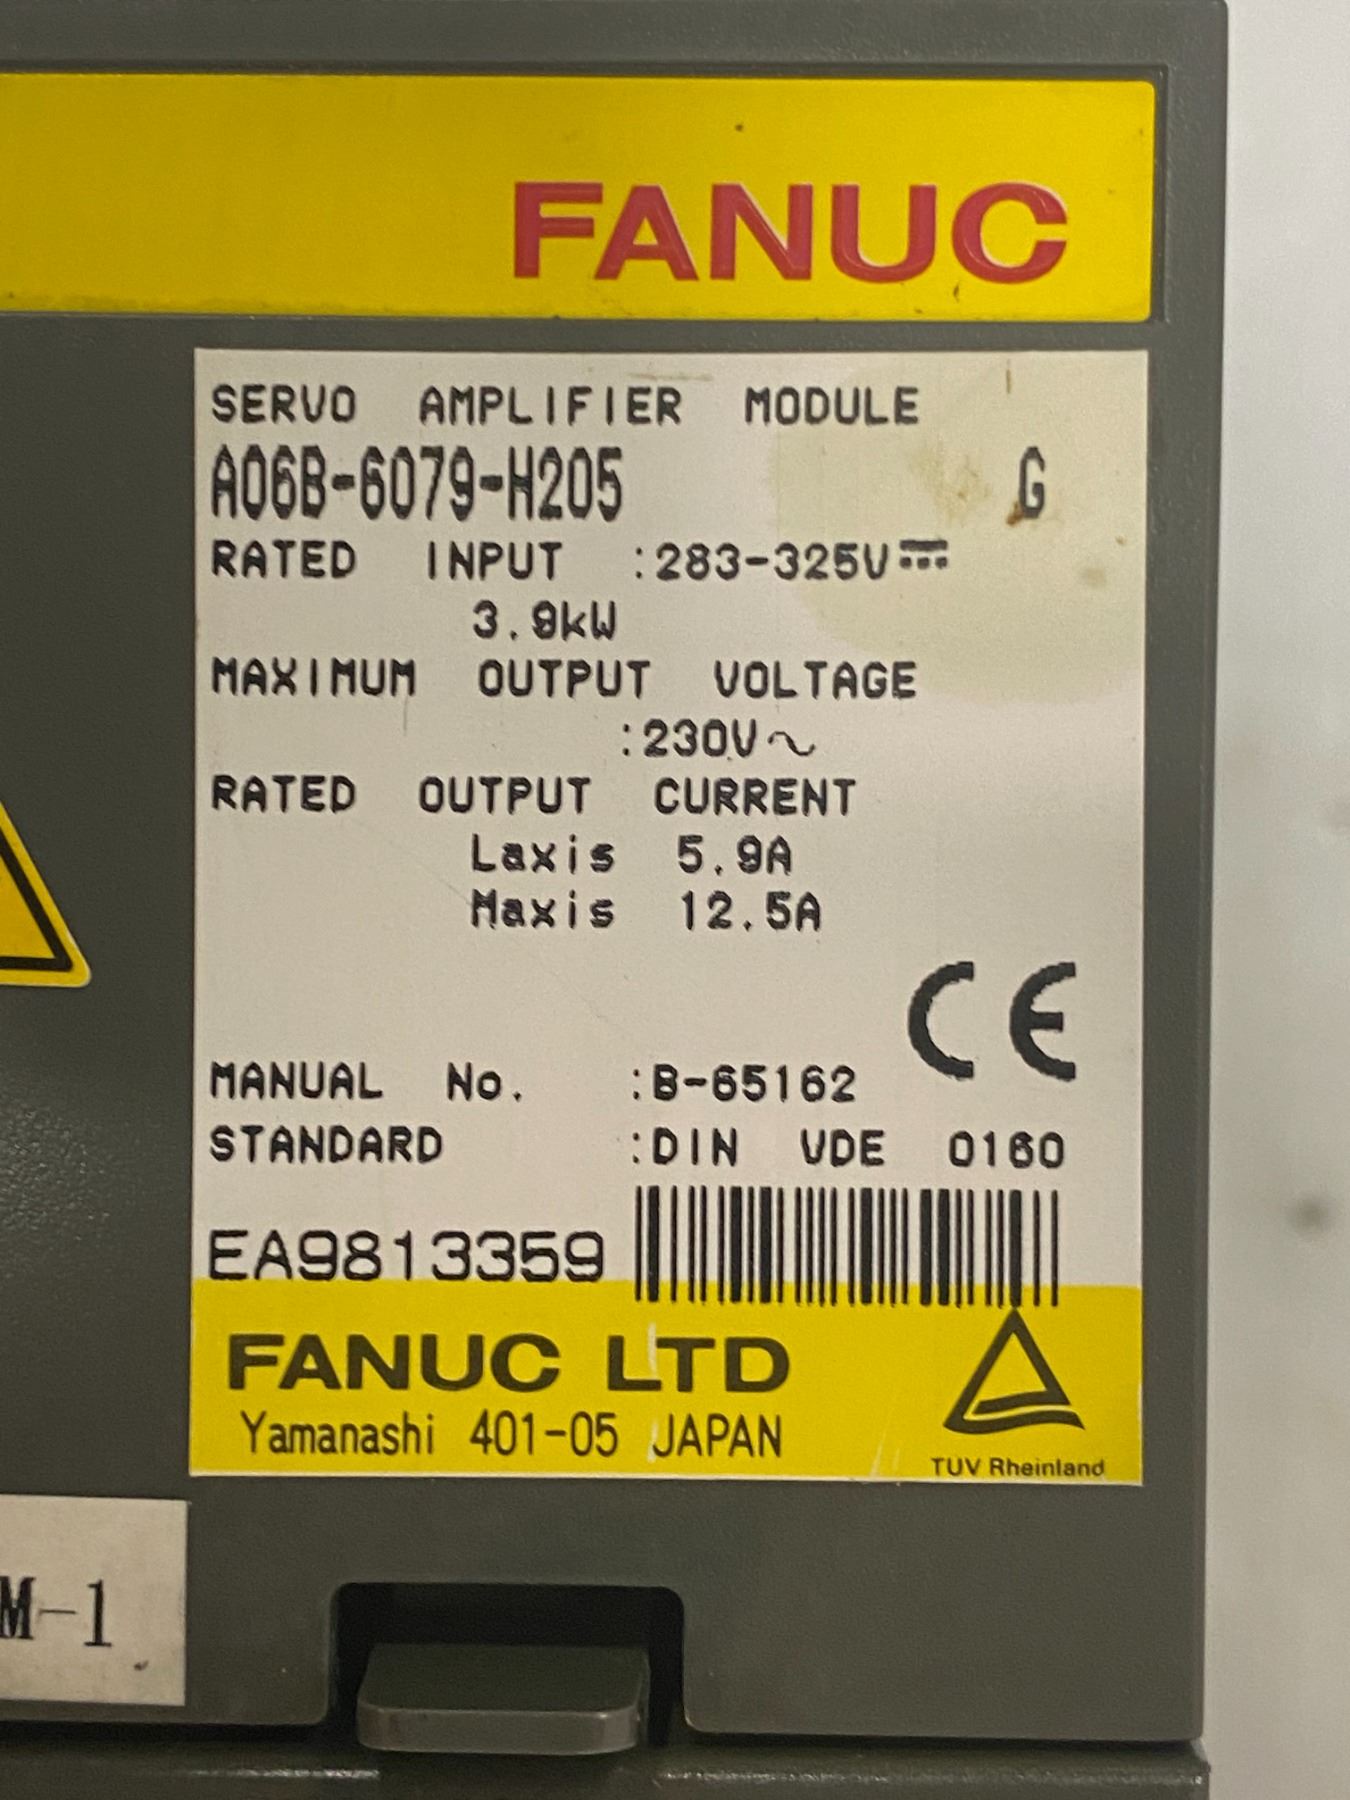 FANUC
SERVO AMPLIFIER MODULE
A06B-6079-H205 G
RATED INPUT :283-325V⎓
3.9kW
MAXIMUM OUTPUT VOLTAGE
:230V~
RATED OUTPUT CURRENT
Laxis 5.9A
Maxis 12.5A
CE
MANUAL No. :B-65162
STANDARD :DIN VDE 0160
EA9813359
FANUC LTD
Yamanashi 401-05 JAPAN
TUV Rheinland
M-1